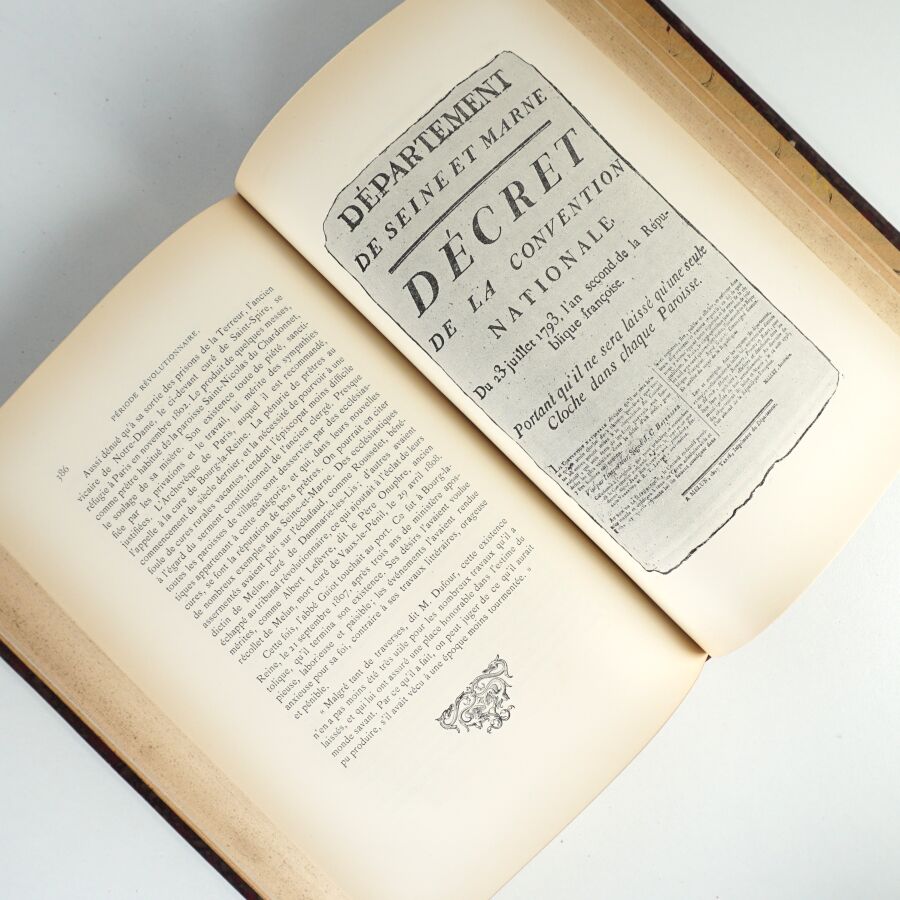 386
PÉRIODE RÉVOLUTIONNAIRE.
Aussi dénué qu'à sa sortie des prisons de la Terreur, l'ancien
vicaire de Notre-Dame, le ci-devant curé de Saint-Spire, se
réfugie à Paris en novembre 1802. Le produit de quelques messes,
comme prêtre habitué de la paroisse Saint-Nicolas du Chardonnet,
le soulage de sa misère. Son existence toute de piété, sancti-
fiée par les privations et le travail, lui mérite des sympathies
justifiées. L'Archevêque de Paris, auquel il est recommandé,
l'appelle à la cure de Bourg-la-Reine. La pénurie de prêtres au
commencement du siècle dernier et la nécessité de pourvoir à une
foule de cures rurales vacantes, rendent l'épiscopat moins difficile
à l'égard du serment constitutionnel de l'ancien clergé. Presque
toutes les paroisses de villages sont desservies par des ecclésias-
tiques appartenant à cette catégorie, et qui, dans leurs nouvelles
cures, se font la réputation de bons prêtres. On pourrait en citer
de nombreux exemples dans Seine-et-Marne. Des ecclésiastiques
assermentés avaient péri sur l'échafaud, comme Rousselet, béné-
dictin de Melun, curé de Dammarie-les-Lis; d'autres avaient
échappé au tribunal révolutionnaire, ce qui ajoutait à l'éclat de leurs
mérites, comme Albert Lefèvre, dit le Père Onuphre, ancien
récollet de Melun, mort curé de Vaux-le-Pénil, le 29 avril 1808.
Cette fois, l'abbé Guiot touchait au port. Ce fut à Bourg-la-
Reine, le 21 septembre 1807, après trois ans de ministère apos-
tolique, qu'il termina son existence. Ses désirs l'avaient voulue
pieuse, laborieuse et paisible; les événements l'avaient rendue
anxieuse pour sa foi, contraire à ses travaux littéraires, orageuse
et pénible.
« Malgré tant de traverses, dit M. Dufour, cette existence
n'en a pas moins été très utile pour les nombreux travaux qu'il a
laissés, et qui lui ont assuré une place honorable dans l'estime du
monde savant. Par ce qu'il a fait, on peut juger de ce qu'il aurait
pu produire, s'il avait vécu à une époque moins tourmentée. »
DÉPARTEMENT
DE SEINE ET MARNE
DÉCRET
DE LA CONVENTION
NATIONALE
Du 23 juillet 1793, l'an second de la Répu-
blique françoise.
Portant qu'il ne sera laissé qu'une seule
Cloche dans chaque Paroisse.